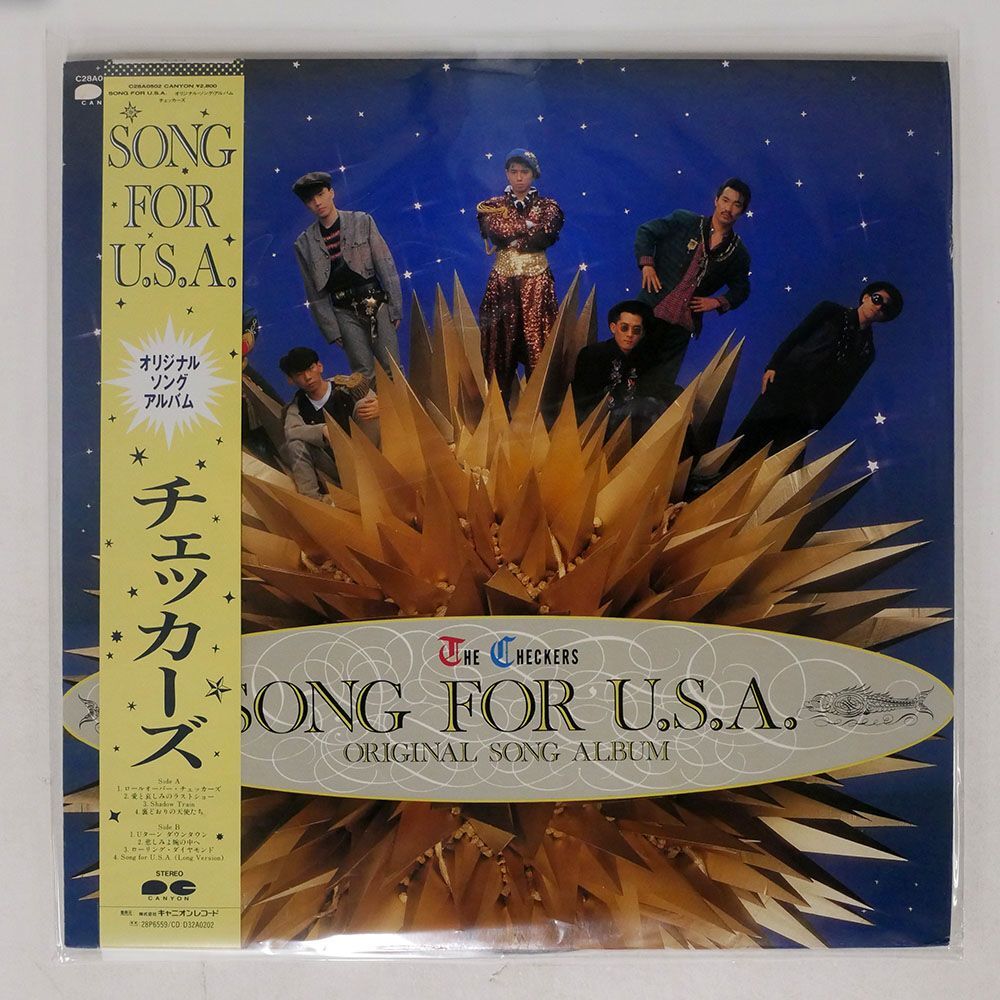 C28A0
CAN
C28A0502 CANYON ¥2,800
SONG FOR U.S.A. オリジナル・ソング・アルバム
チェッカーズ
SONG
FOR
U.S.A.
オリジナル
ソング
アルバム
チェッカーズ
Side A
1. ロールオーバー・チェッカーズ
2. 愛と哀しみのラストショー
3. Shadow Train
4. 裏どおりの天使たち
Side B
1. Uターン ダウンタウン
2. 悲しみよ腕の中へ
3. ローリング・ダイヤモンド
4. Song for U.S.A. (Long Version)
STEREO
CANYON
発売元 株式会社 キャニオンレコード
28P6559/CD D32A0202
THE CHECKERS
SONG FOR U.S.A.
ORIGINAL SONG ALBUM